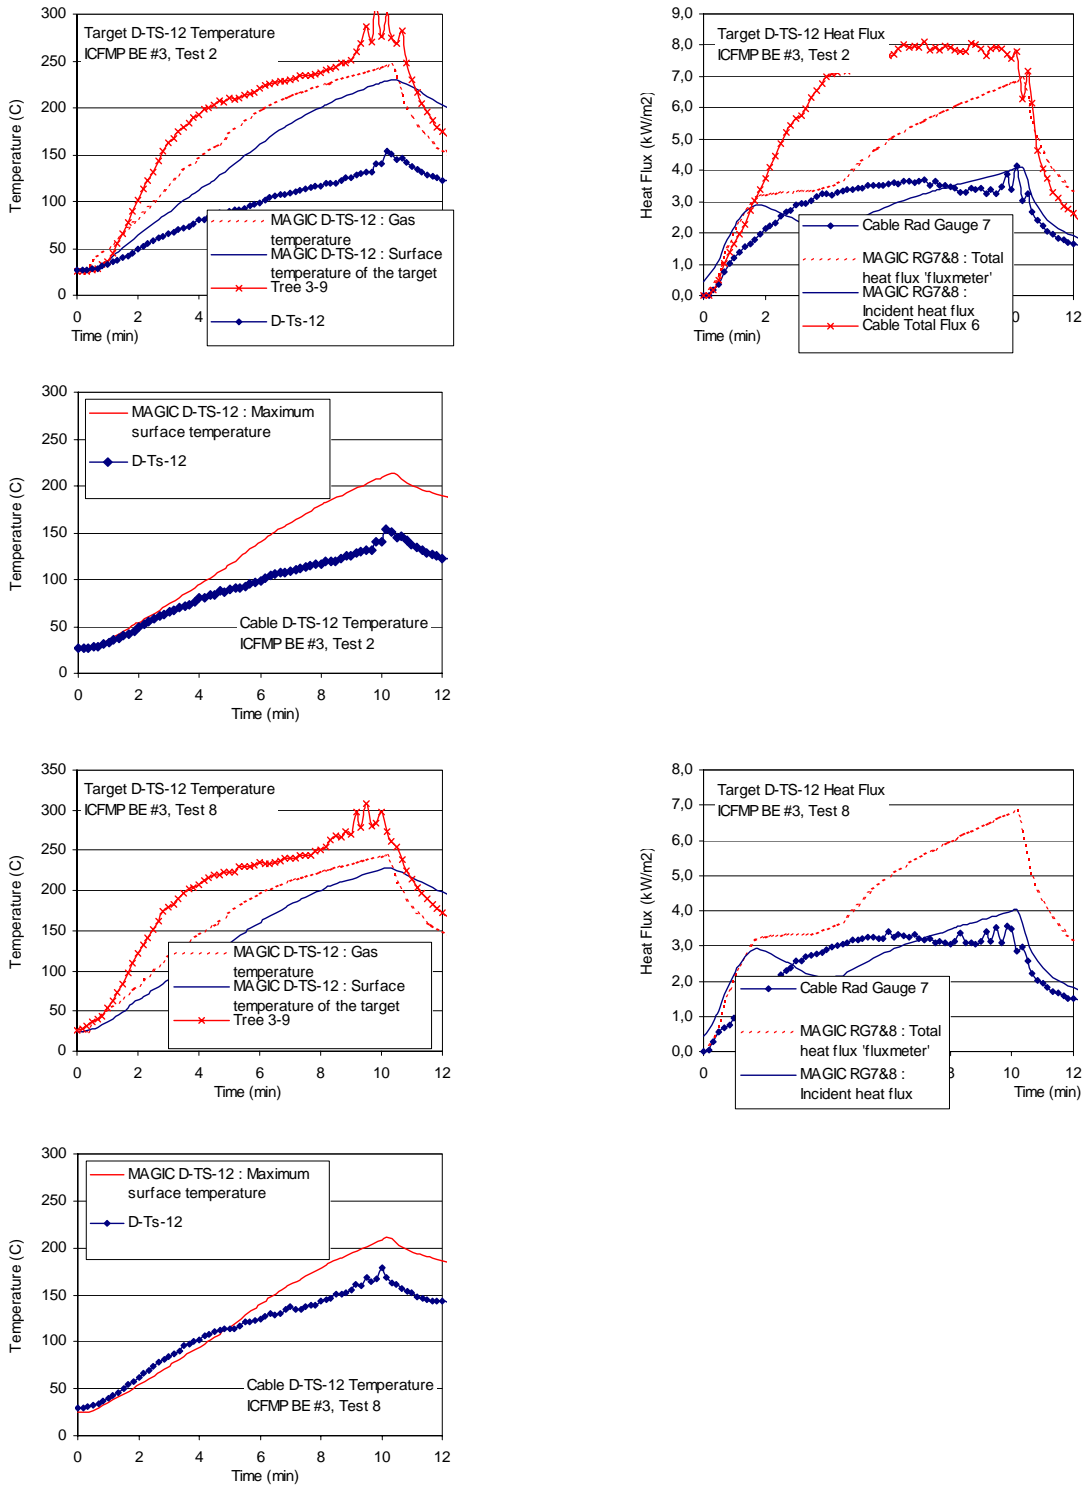 Target D-TS-12 Temperature
ICFMP BE #3, Test 2
Temperature (C)
300
250
200
150
100
50
0
0
2
4
6
8
10
12
Time (min)
MAGIC D-TS-12 : Gas
temperature
MAGIC D-TS-12 : Surface
temperature of the target
Tree 3-9
D-Ts-12
Target D-TS-12 Heat Flux
ICFMP BE #3, Test 2
Heat Flux (kW/m2)
9,0
8,0
7,0
6,0
5,0
4,0
3,0
2,0
1,0
0,0
0
2
0
12
Time (min)
Cable Rad Gauge 7
MAGIC RG7&8 : Total
heat flux 'fluxmeter'
MAGIC RG7&8 :
Incident heat flux
Cable Total Flux 6
Temperature (C)
300
250
200
150
100
50
0
MAGIC D-TS-12 : Maximum
surface temperature
D-Ts-12
Cable D-TS-12 Temperature
ICFMP BE #3, Test 2
0
2
4
6
8
10
12
Time (min)
Target D-TS-12 Temperature
ICFMP BE #3, Test 8
Temperature (C)
350
300
250
200
150
100
50
0
MAGIC D-TS-12 : Gas
temperature
MAGIC D-TS-12 : Surface
temperature of the target
Tree 3-9
0
2
4
6
8
10
12
Time (min)
Target D-TS-12 Heat Flux
ICFMP BE #3, Test 8
Heat Flux (kW/m2)
8,0
7,0
6,0
5,0
4,0
3,0
2,0
1,0
0,0
0
8
10
12
Time (min)
Cable Rad Gauge 7
MAGIC RG7&8 : Total
heat flux 'fluxmeter'
MAGIC RG7&8 :
Incident heat flux
Temperature (C)
300
250
200
150
100
50
0
MAGIC D-TS-12 : Maximum
surface temperature
D-Ts-12
Cable D-TS-12 Temperature
ICFMP BE #3, Test 8
0
2
4
6
8
10
12
Time (min)